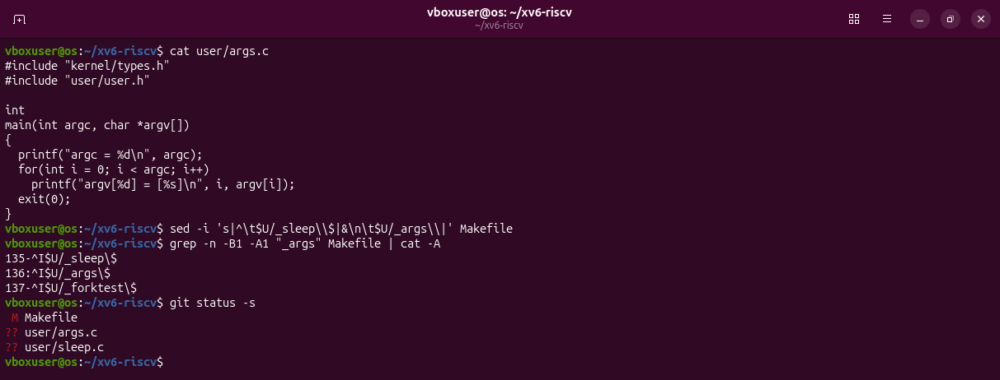 vboxuser@os: ~/xv6-riscv
~/xv6-riscv
vboxuser@os:~/xv6-riscv$ cat user/args.c
#include "kernel/types.h"
#include "user/user.h"

int
main(int argc, char *argv[])
{
  printf("argc = %d\n", argc);
  for(int i = 0; i < argc; i++)
    printf("argv[%d] = [%s]\n", i, argv[i]);
  exit(0);
}
vboxuser@os:~/xv6-riscv$ sed -i 's|^\t$U/_sleep\\$|&\n\t$U/_args\\|' Makefile
vboxuser@os:~/xv6-riscv$ grep -n -B1 -A1 "_args" Makefile | cat -A
135-^I$U/_sleep\$
136:^I$U/_args\$
137-^I$U/_forktest\$
vboxuser@os:~/xv6-riscv$ git status -s
 M Makefile
?? user/args.c
?? user/sleep.c
vboxuser@os:~/xv6-riscv$